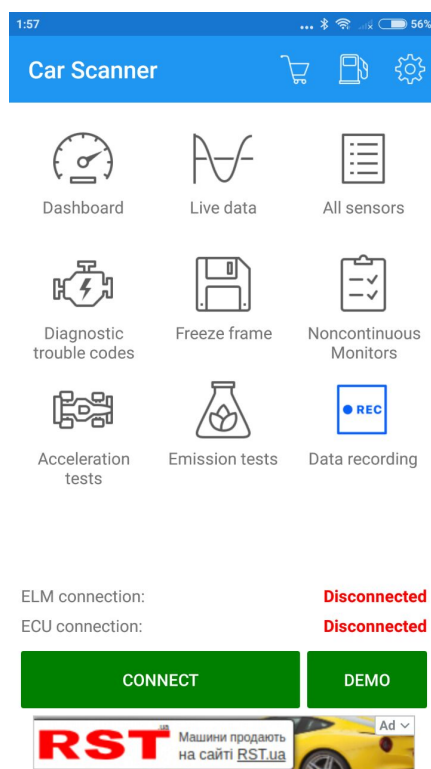 1:57 ... 56%
Car Scanner
Dashboard
Live data
All sensors
Diagnostic
trouble codes
Freeze frame
Noncontinuous
Monitors
D
Acceleration
tests
Emission tests
REC
Data recording
ELM connection: Disconnected
ECU connection: Disconnected
CONNECT
DEMO
RST.ua
Машини продають
на сайті RST.ua
Ad